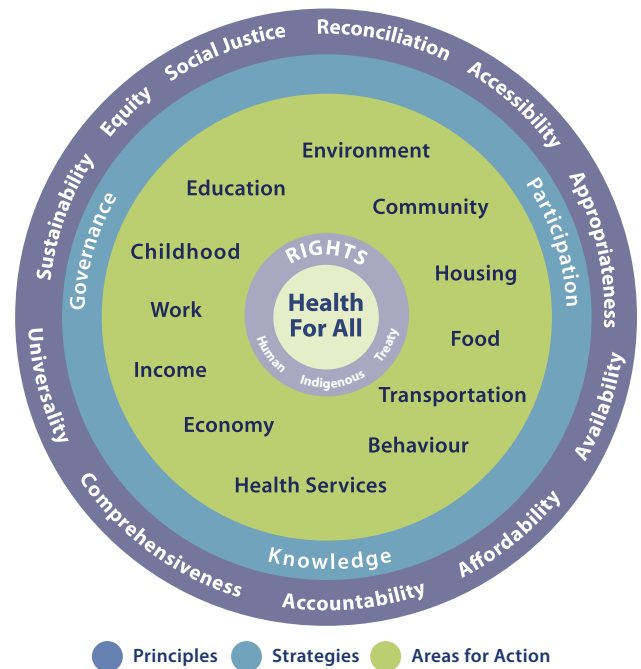 Reconciliation
Accessibility
Appropriateness
Availability
Affordability
Accountability
Comprehensiveness
Universality
Sustainability
Equity
Social Justice
Governance
Participation
Knowledge
Environment
Education
Community
Childhood
Housing
Work
Food
Income
Transportation
Economy
Behaviour
Health Services
RIGHTS
Health
For All
Human Indigenous Treaty
Principles Strategies Areas for Action